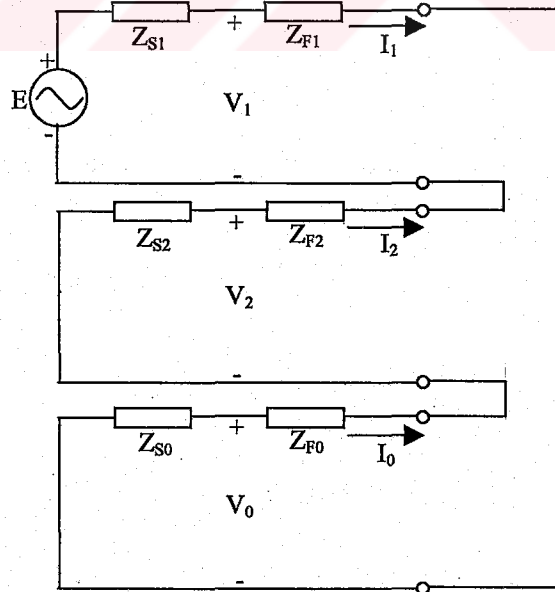 Z_S1 + Z_F1 I_1
+
E V_1
-
-
Z_S2 + Z_F2 I_2
V_2
-
Z_S0 + Z_F0 I_0
V_0
-